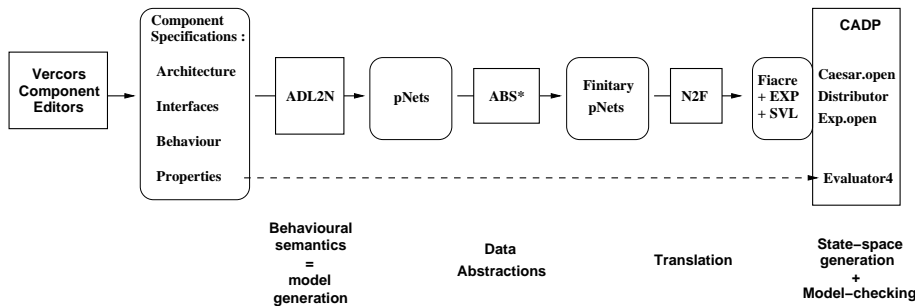 Vercors
Component
Editors
Component
Specifications :
Architecture
Interfaces
Behaviour
Properties
ADL2N
pNets
ABS*
Finitary
pNets
N2F
Fiacre
+ EXP
+ SVL
CADP
Caesar.open
Distributor
Exp.open
Evaluator4
Behavioural
semantics
=
model
generation
Data
Abstractions
Translation
State−space
generation
+
Model−checking